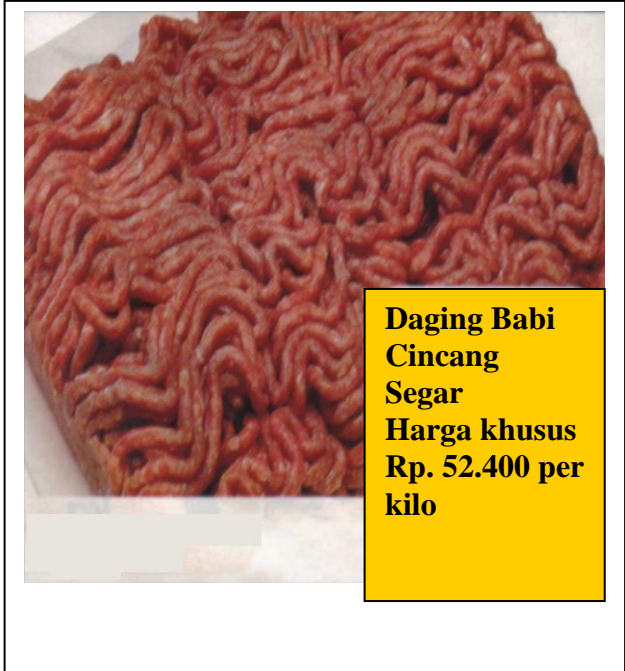 Daging Babi
Cincang
Segar
Harga khusus
Rp. 52.400 per
kilo